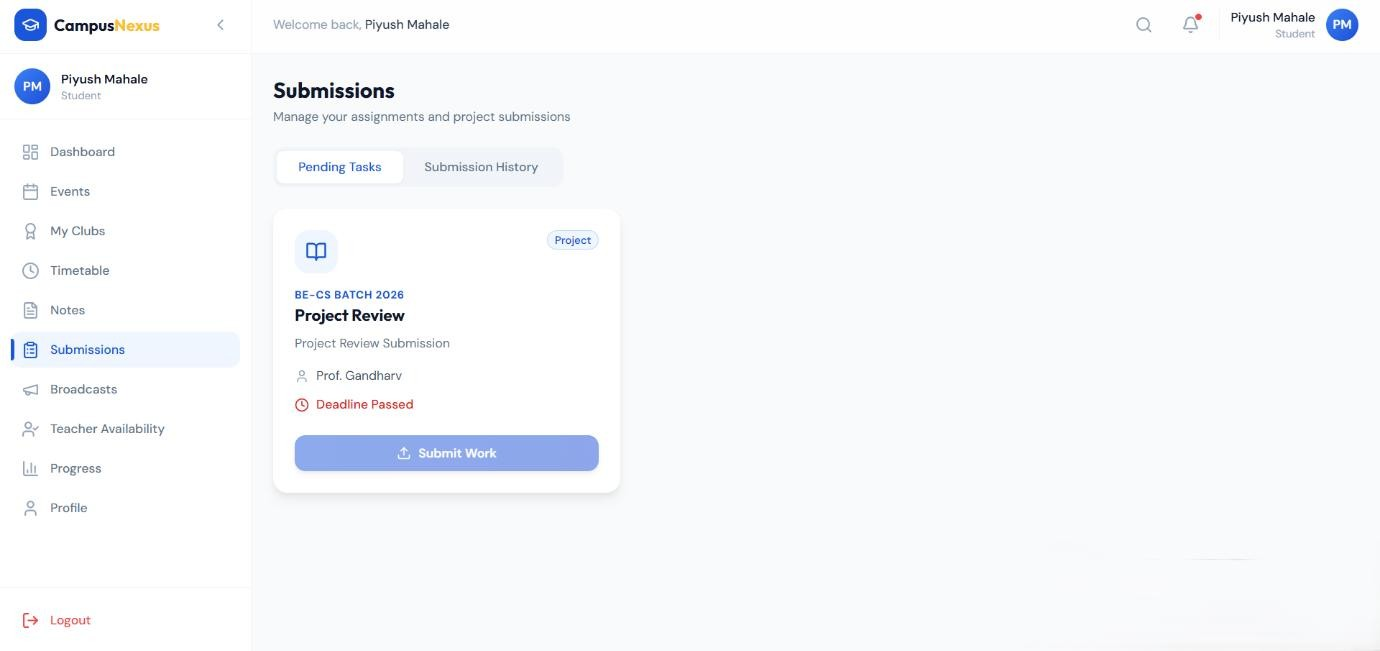 CampusNexus
Welcome back, Piyush Mahale
Piyush Mahale
Student
PM
PM
Piyush Mahale
Student
Dashboard
Events
My Clubs
Timetable
Notes
Submissions
Broadcasts
Teacher Availability
Progress
Profile
Logout
Submissions
Manage your assignments and project submissions
Pending Tasks
Submission History
Project
BE-CS BATCH 2026
Project Review
Project Review Submission
Prof. Gandharv
Deadline Passed
Submit Work